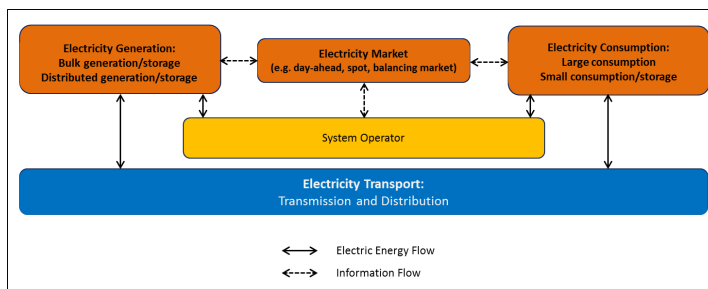 Electricity Generation:
Bulk generation/storage
Distributed generation/storage
Electricity Market
(e.g. day-ahead, spot, balancing market)
Electricity Consumption:
Large consumption
Small consumption/storage
System Operator
Electricity Transport:
Transmission and Distribution
Electric Energy Flow
Information Flow